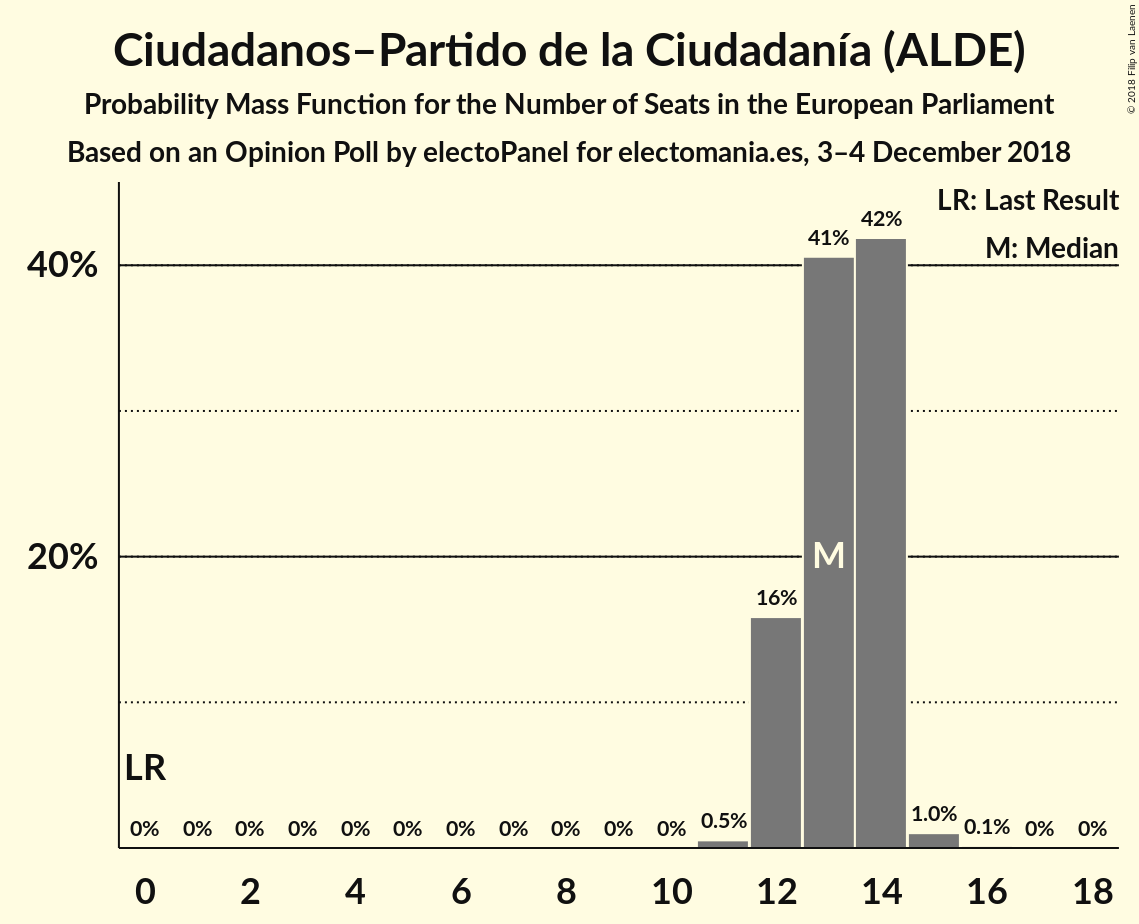 Ciudadanos–Partido de la Ciudadanía (ALDE)
Probability Mass Function for the Number of Seats in the European Parliament
Based on an Opinion Poll by electoPanel for electomania.es, 3–4 December 2018
© 2018 Filip van Laenen
LR: Last Result
M: Median
42%
41%
40%
M
20%
16%
LR
0% 0% 0% 0% 0% 0% 0% 0% 0% 0% 0% 0.5% 1.0% 0.1% 0% 0%
0 2 4 6 8 10 12 14 16 18